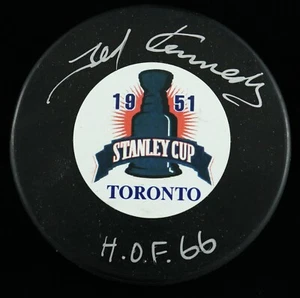 Ted Kennedy
1951
STANLEY CUP
TORONTO
H.O.F. 66